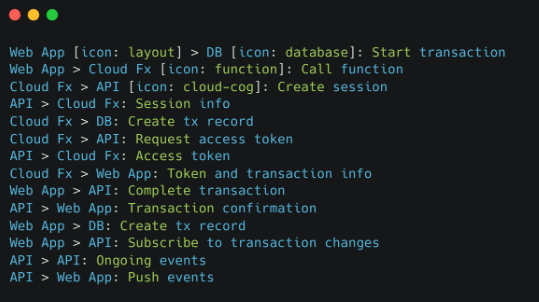 Web App [icon: layout] > DB [icon: database]: Start transaction
Web App > Cloud Fx [icon: function]: Call function
Cloud Fx > API [icon: cloud-cog]: Create session
API > Cloud Fx: Session info
Cloud Fx > DB: Create tx record
Cloud Fx > API: Request access token
API > Cloud Fx: Access token
Cloud Fx > Web App: Token and transaction info
Web App > API: Complete transaction
API > Web App: Transaction confirmation
Web App > DB: Create tx record
Web App > API: Subscribe to transaction changes
API > API: Ongoing events
API > Web App: Push events